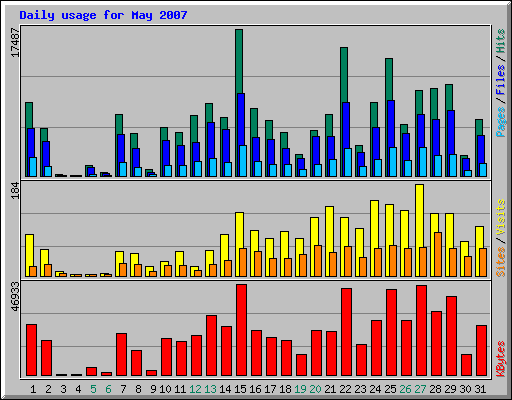 Daily usage for May 2007
17487
184
46933
Pages / Files / Hits
Sites / Visits
KBytes
1 2 3 4 5 6 7 8 9 10 11 12 13 14 15 16 17 18 19 20 21 22 23 24 25 26 27 28 29 30 31